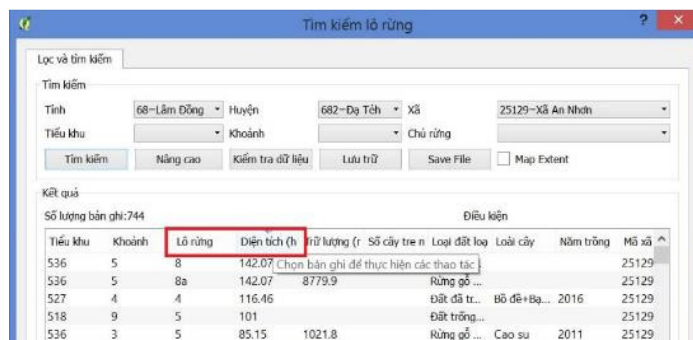 Tìm kiếm lô rừng
Lọc và tìm kiếm
Tìm kiếm
Tỉnh 68-Lâm Đồng Huyện 682-Đạ Tẻh Xã 25129-Xã An Nhơn
Tiểu khu Khoảnh Chủ rừng
Tìm kiếm Nâng cao Kiểm tra dữ liệu Lưu trữ Save File Map Extent
Kết quả
Số lượng bản ghi:744 Điều kiện
Tiểu khu Khoảnh Lô rừng Diện tích (h Trữ lượng (r Số cây tre n Loại đất loạ Loài cây Năm trồng Mã xã
536 5 8 142.07 Chọn bản ghi để thực hiện các thao tác 25129
536 5 8a 142.07 8779.9 Rừng gỗ ... 25129
527 4 4 116.46 Đất đã tr... Bồ đề+Bạ... 2016 25129
518 9 5 101 Đất trống... 25129
536 3 5 85.15 1021.8 Rừng gỗ ... Cao su 2011 25129